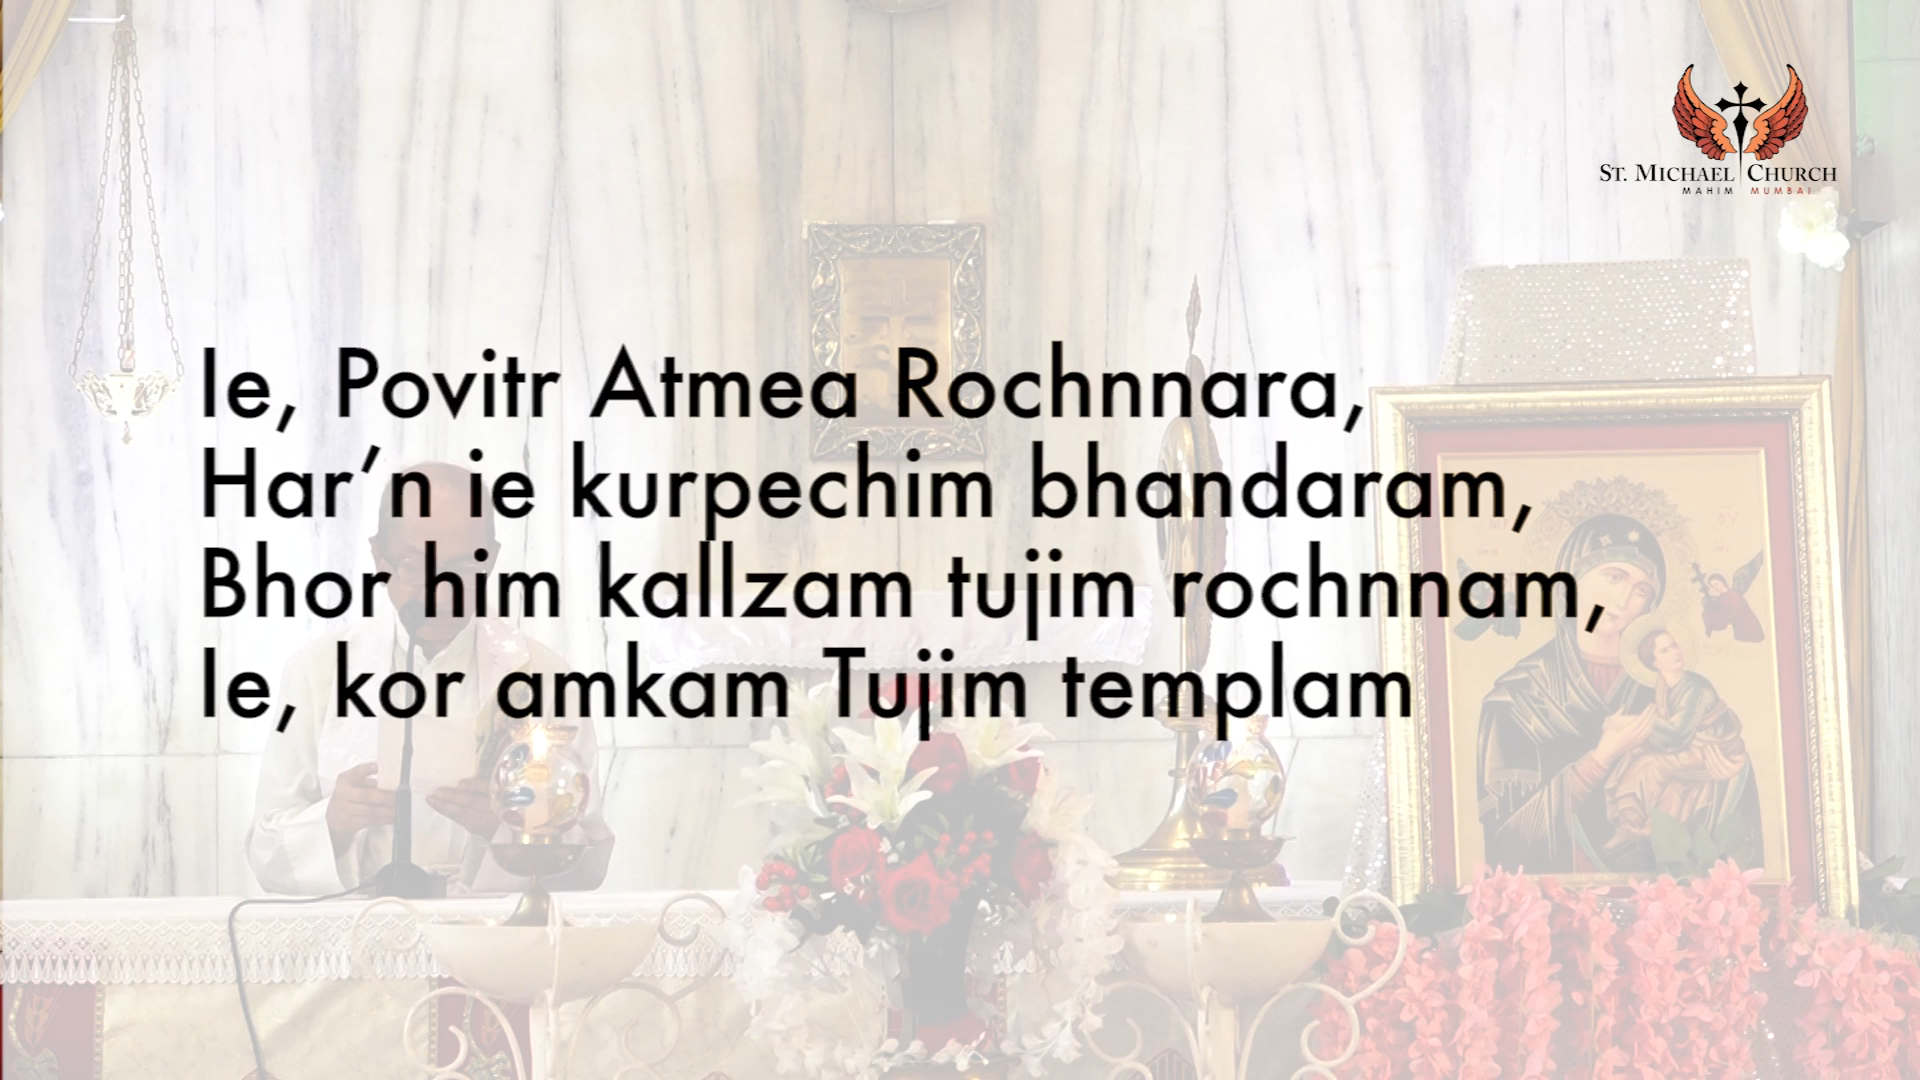 ST. MICHAEL CHURCH
MAHIM MUMBAI
Ie, Povitr Atmea Rochnnara,
Har’n ie kurpechim bhandaram,
Bhor him kallzam tujim rochnnam,
Ie, kor amkam Tujim templam